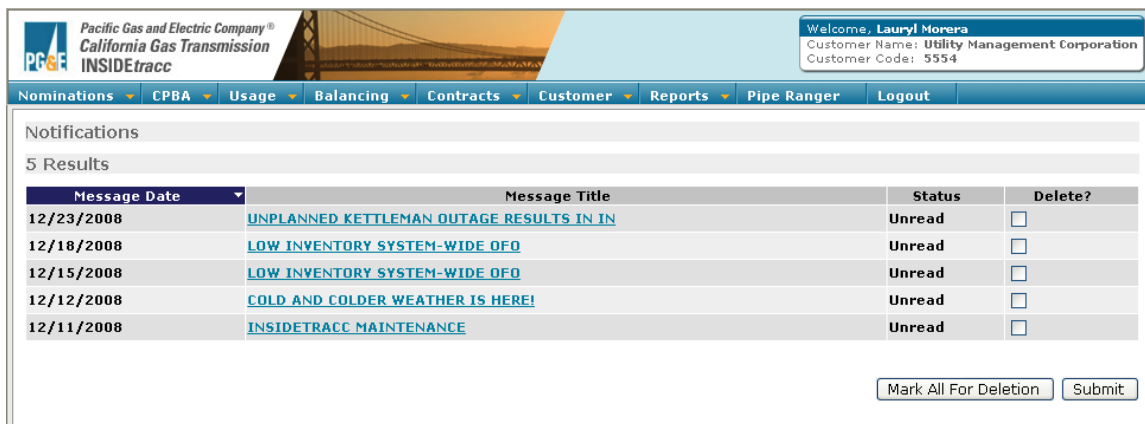 Pacific Gas and Electric Company®
California Gas Transmission
INSIDEtracc
PG&E
Welcome, Lauryl Morera
Customer Name: Utility Management Corporation
Customer Code: 5554
Nominations CPBA Usage Balancing Contracts Customer Reports Pipe Ranger Logout
Notifications
5 Results
Message Date Message Title Status Delete?
12/23/2008 UNPLANNED KETTLEMAN OUTAGE RESULTS IN IN Unread
12/18/2008 LOW INVENTORY SYSTEM-WIDE OFO Unread
12/15/2008 LOW INVENTORY SYSTEM-WIDE OFO Unread
12/12/2008 COLD AND COLDER WEATHER IS HERE! Unread
12/11/2008 INSIDETRACC MAINTENANCE Unread
Mark All For Deletion Submit